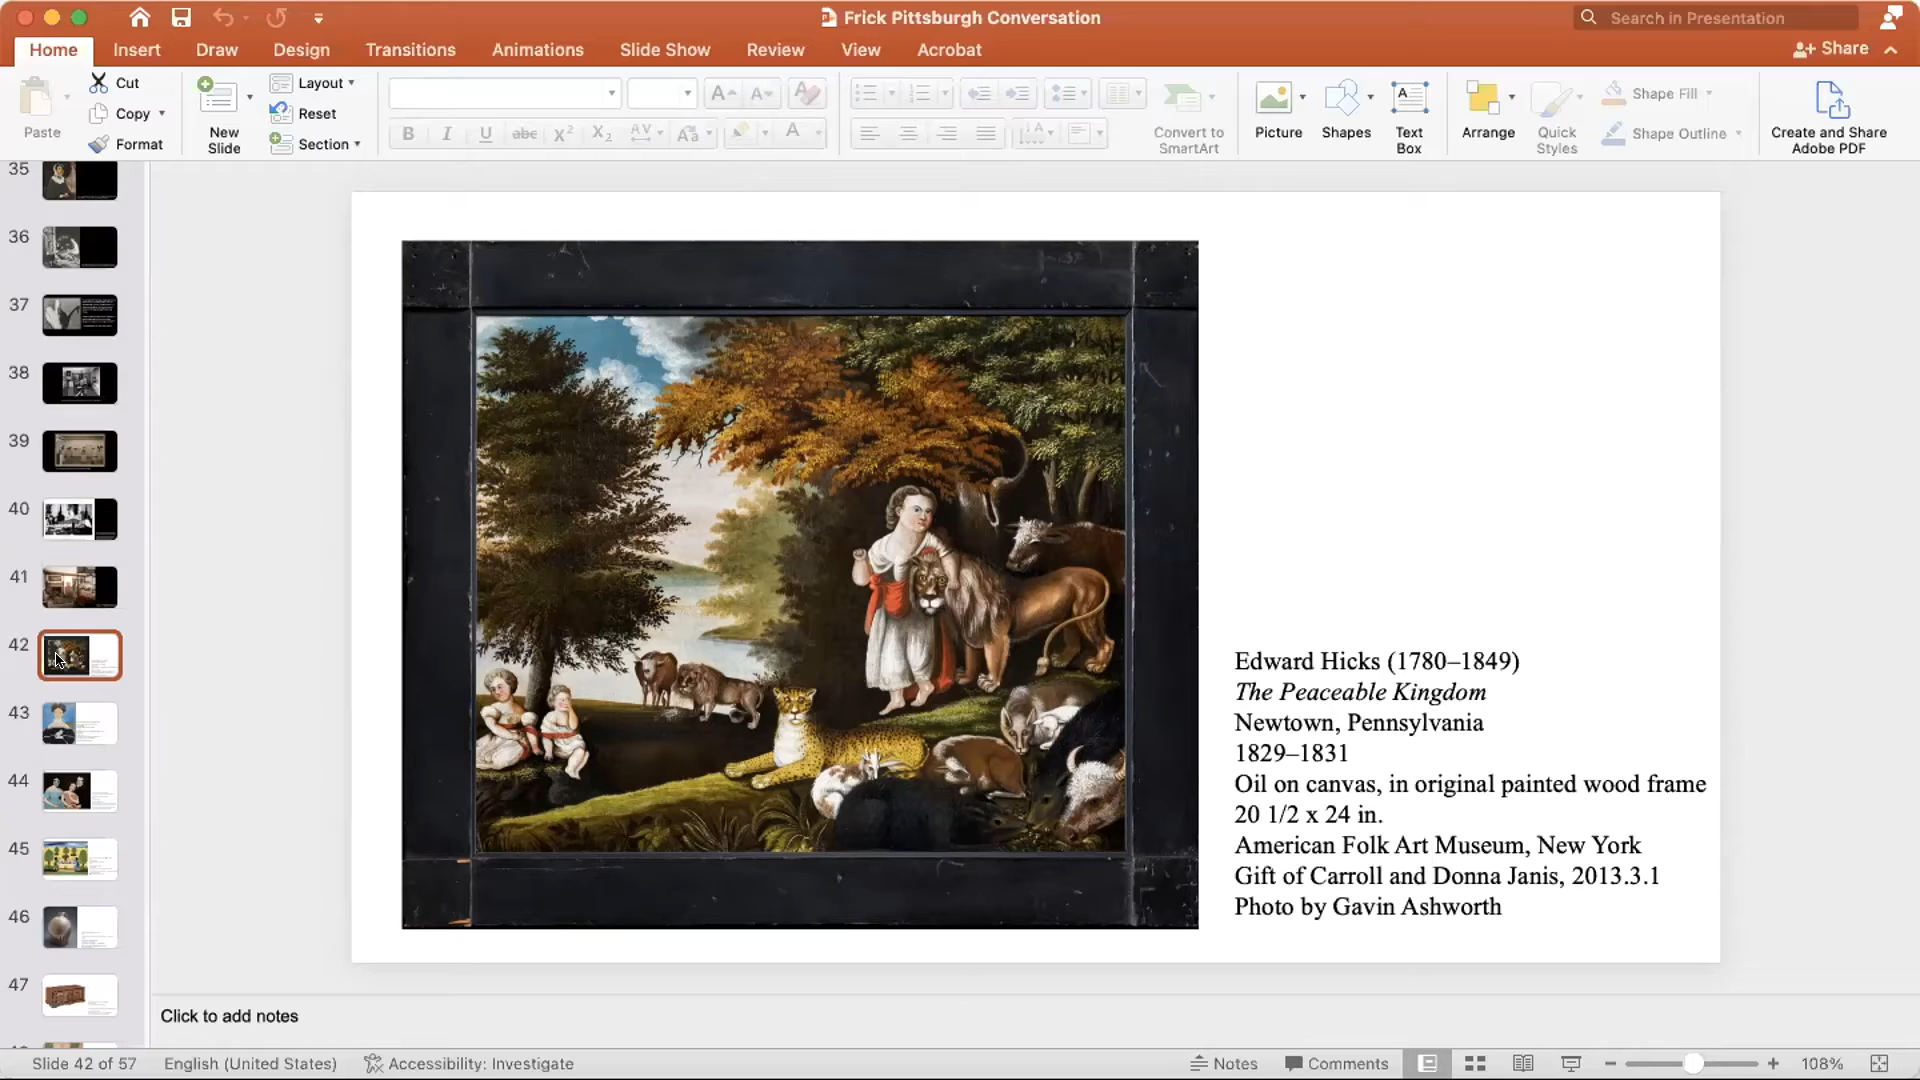 Frick Pittsburgh Conversation
Search in Presentation
Home Insert Draw Design Transitions Animations Slide Show Review View Acrobat
Share
Paste
Cut
Copy
Format
New Slide
Layout
Reset
Section
Convert to SmartArt
Picture
Shapes
Text Box
Arrange
Quick Styles
Shape Fill
Shape Outline
Create and Share Adobe PDF
35
36
37
38
39
40
41
42
43
44
45
46
47
Edward Hicks (1780–1849)
The Peaceable Kingdom
Newtown, Pennsylvania
1829–1831
Oil on canvas, in original painted wood frame
20 1/2 x 24 in.
American Folk Art Museum, New York
Gift of Carroll and Donna Janis, 2013.3.1
Photo by Gavin Ashworth
Click to add notes
Slide 42 of 57 English (United States) Accessibility: Investigate Notes Comments 108%